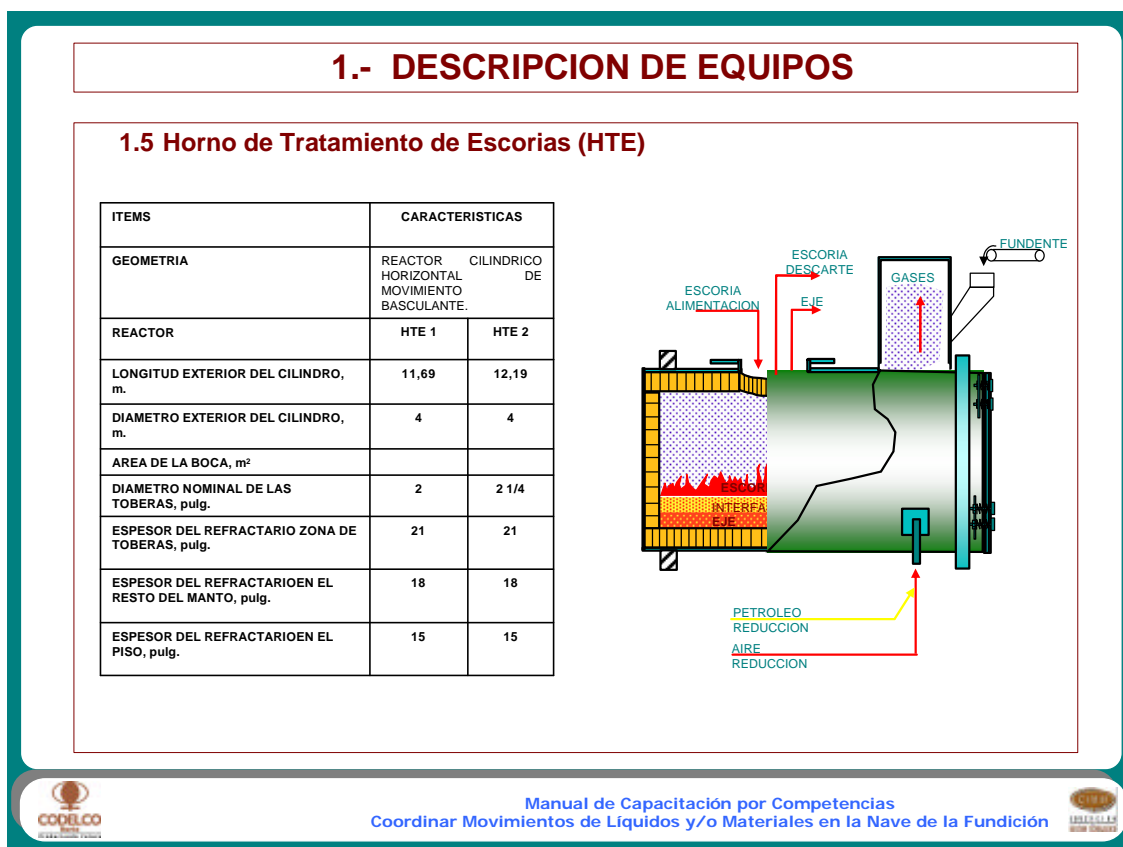 1.- DESCRIPCION DE EQUIPOS
1.5 Horno de Tratamiento de Escorias (HTE)
ITEMS
CARACTERISTICAS
GEOMETRIA
REACTOR CILINDRICO
HORIZONTAL DE
MOVIMIENTO
BASCULANTE.
REACTOR
HTE 1
HTE 2
LONGITUD EXTERIOR DEL CILINDRO,
m.
11,69
12,19
DIAMETRO EXTERIOR DEL CILINDRO,
m.
4
4
AREA DE LA BOCA, m²
DIAMETRO NOMINAL DE LAS
TOBERAS, pulg.
2
2 1/4
ESPESOR DEL REFRACTARIO ZONA DE
TOBERAS, pulg.
21
21
ESPESOR DEL REFRACTARIOEN EL
RESTO DEL MANTO, pulg.
18
18
ESPESOR DEL REFRACTARIOEN EL
PISO, pulg.
15
15
FUNDENTE
ESCORIA
DESCARTE
GASES
ESCORIA
ALIMENTACION
EJE
ESCOR
INTERFA
EJE
PETROLEO
REDUCCION
AIRE
REDUCCION
CODELCO
Manual de Capacitación por Competencias
Coordinar Movimientos de Líquidos y/o Materiales en la Nave de la Fundición